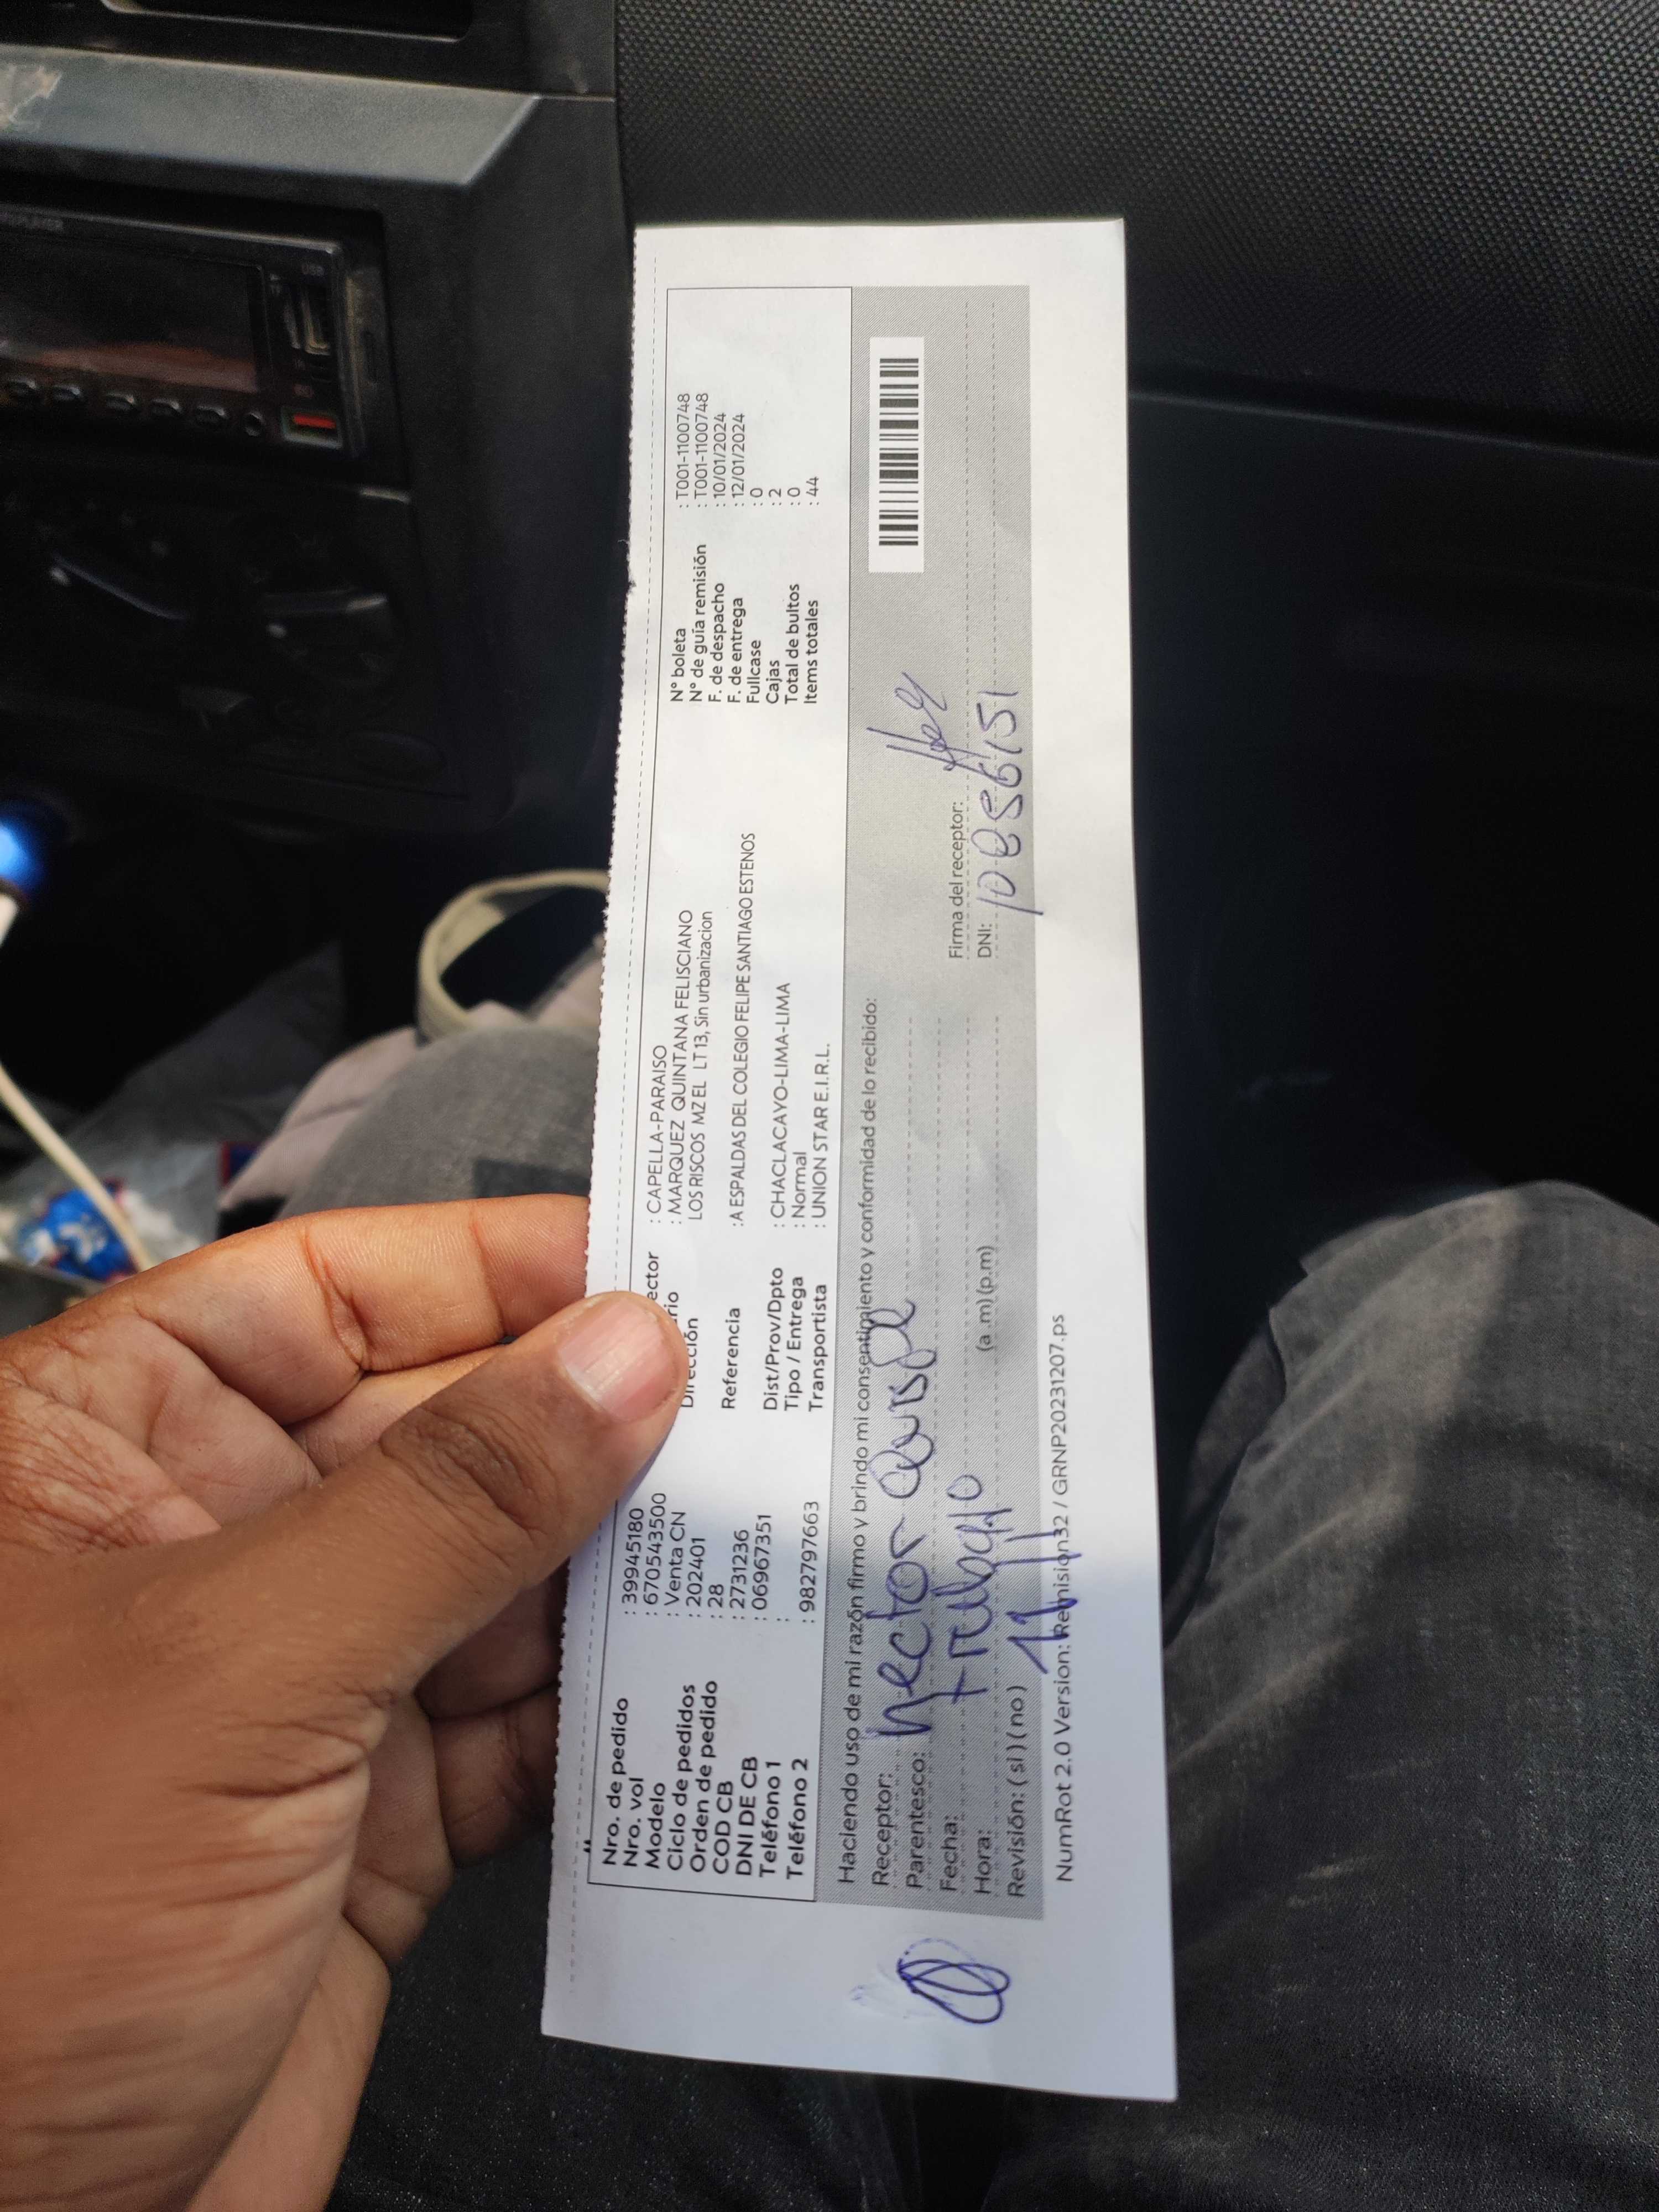 Nro. de pedido : 39945180
Nro. vol : 670543500
Modelo : Venta CN
Ciclo de pedidos : 202401
Orden de pedido : 28
COD CB : 2731236
DNI DE CB : 06967351
Teléfono 1 :
Teléfono 2 : 982797663
ector : CAPELLA-PARAISO
rio : MARQUEZ QUINTANA FELISCIANO
Dirección LOS RISCOS MZ EL LT 13, Sin urbanizacion
Referencia : A ESPALDAS DEL COLEGIO FELIPE SANTIAGO ESTENOS
Dist/Prov/Dpto : CHACLACAYO-LIMA-LIMA
Tipo / Entrega : Normal
Transportista : UNION STAR E.I.R.L.
N° boleta : T001-1100748
N° de guia remisión : T001-1100748
F. de despacho : 10/01/2024
F. de entrega : 12/01/2024
Fullcase : 0
Cajas : 2
Total de bultos : 0
Items totales : 44
Haciendo uso de mi razón firmo y brindo mi consentimiento y conformidad de lo recibido:
Receptor: hector
Parentesco:
Fecha:
Hora: (a .m) (p.m)
Revisión: ( si ) ( no )
Firma del receptor:
DNI:
NumRot 2.0 Version: Remision32 / GRNP20231207.ps